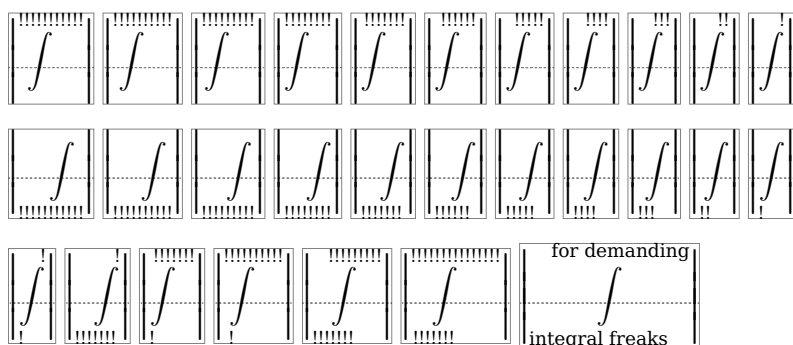 !!!!!!!!!!! !!!!!!!!!! !!!!!!!!! !!!!!!!! !!!!!!! !!!!!! !!!!! !!!! !!! !! !
∫ ∫ ∫ ∫ ∫ ∫ ∫ ∫ ∫ ∫ ∫
∫ ∫ ∫ ∫ ∫ ∫ ∫ ∫ ∫ ∫ ∫
!!!!!!!!!!! !!!!!!!!!! !!!!!!!!! !!!!!!!! !!!!!!! !!!!!! !!!!! !!!! !!! !! !
! ! !!!!!!! !!!!!!!!!! !!!!!!!!! !!!!!!!!!!!!!!! for demanding
∫ ∫ ∫ ∫ ∫ ∫ ∫
! !!!!!!! ! ! !!!!!!! !!!!!!! integral freaks